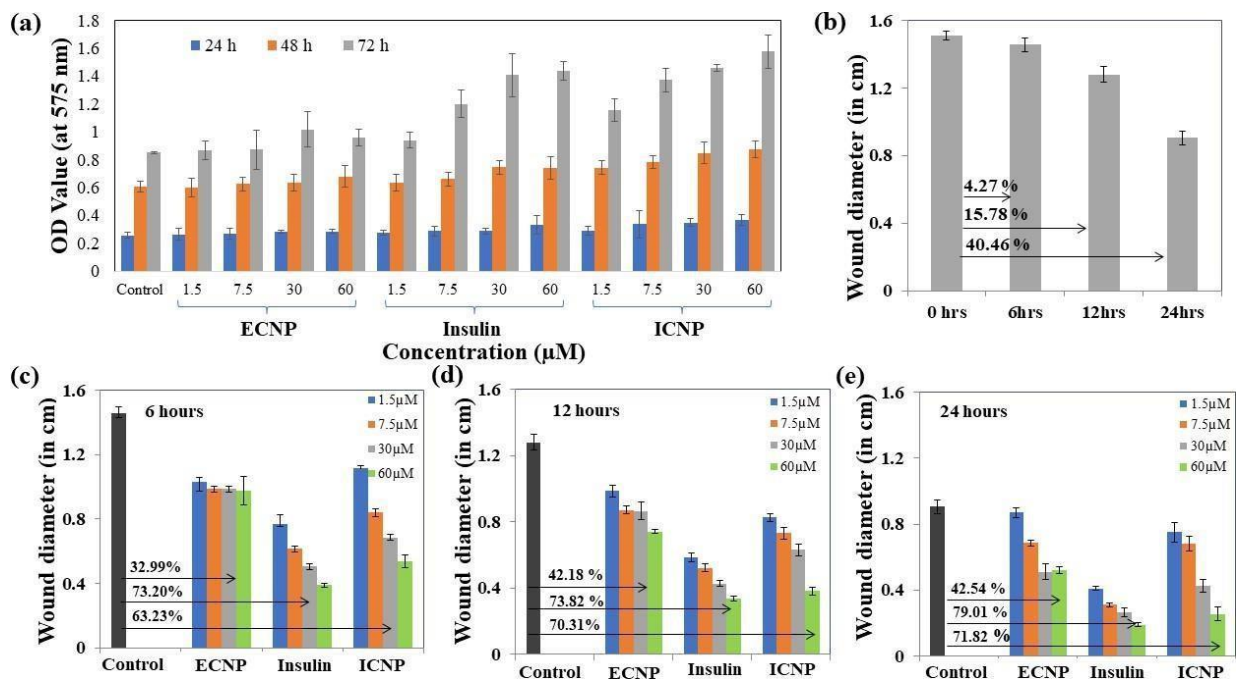 (a)
1.8
1.6
1.4
1.2
1
0.8
0.6
0.4
0.2
0
OD Value (at 575 nm)
24 h 48 h 72 h
Control 1.5 7.5 30 60 1.5 7.5 30 60 1.5 7.5 30 60
ECNP Insulin ICNP
Concentration (µM)
(b)
1.6
1.2
0.8
0.4
0
Wound diameter (in cm)
4.27 %
15.78 %
40.46 %
0 hrs 6hrs 12hrs 24hrs
(c)
1.6
1.2
0.8
0.4
0
Wound diameter (in cm)
6 hours
1.5µM
7.5µM
30µM
60µM
32.99%
73.20%
63.23%
Control ECNP Insulin ICNP
(d)
1.6
1.2
0.8
0.4
0
Wound diameter (in cm)
12 hours
1.5µM
7.5µM
30µM
60µM
42.18 %
73.82 %
70.31%
Control ECNP Insulin ICNP
(e)
1.6
1.2
0.8
0.4
0
Wound diameter (in cm)
24 hours
1.5µM
7.5µM
30µM
60µM
42.54 %
79.01 %
71.82 %
Control ECNP Insulin ICNP